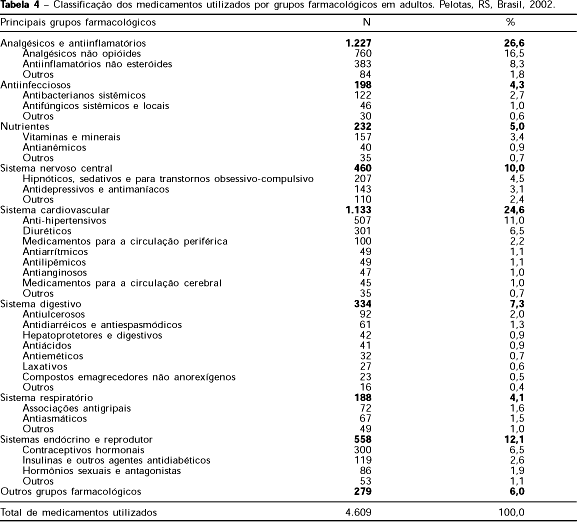 Tabela 4 – Classificação dos medicamentos utilizados por grupos farmacológicos em adultos. Pelotas, RS, Brasil, 2002.
Principais grupos farmacológicos N %
Analgésicos e antiinflamatórios 1.227 26,6
Analgésicos não opióides 760 16,5
Antiinflamatórios não esteróides 383 8,3
Outros 84 1,8
Antiinfecciosos 198 4,3
Antibacterianos sistêmicos 122 2,7
Antifúngicos sistêmicos e locais 46 1,0
Outros 30 0,6
Nutrientes 232 5,0
Vitaminas e minerais 157 3,4
Antianêmicos 40 0,9
Outros 35 0,7
Sistema nervoso central 460 10,0
Hipnóticos, sedativos e para transtornos obsessivo-compulsivo 207 4,5
Antidepressivos e antimaníacos 143 3,1
Outros 110 2,4
Sistema cardiovascular 1.133 24,6
Anti-hipertensivos 507 11,0
Diuréticos 301 6,5
Medicamentos para a circulação periférica 100 2,2
Antiarrítmicos 49 1,1
Antilipêmicos 49 1,1
Antianginosos 47 1,0
Medicamentos para a circulação cerebral 45 1,0
Outros 35 0,7
Sistema digestivo 334 7,3
Antiulcerosos 92 2,0
Antidiarréicos e antiespasmódicos 61 1,3
Hepatoprotetores e digestivos 42 0,9
Antiácidos 41 0,9
Antieméticos 32 0,7
Laxativos 27 0,6
Compostos emagrecedores não anorexígenos 23 0,5
Outros 16 0,4
Sistema respiratório 188 4,1
Associações antigripais 72 1,6
Antiasmáticos 67 1,5
Outros 49 1,0
Sistemas endócrino e reprodutor 558 12,1
Contraceptivos hormonais 300 6,5
Insulinas e outros agentes antidiabéticos 119 2,6
Hormônios sexuais e antagonistas 86 1,9
Outros 53 1,1
Outros grupos farmacológicos 279 6,0
Total de medicamentos utilizados 4.609 100,0